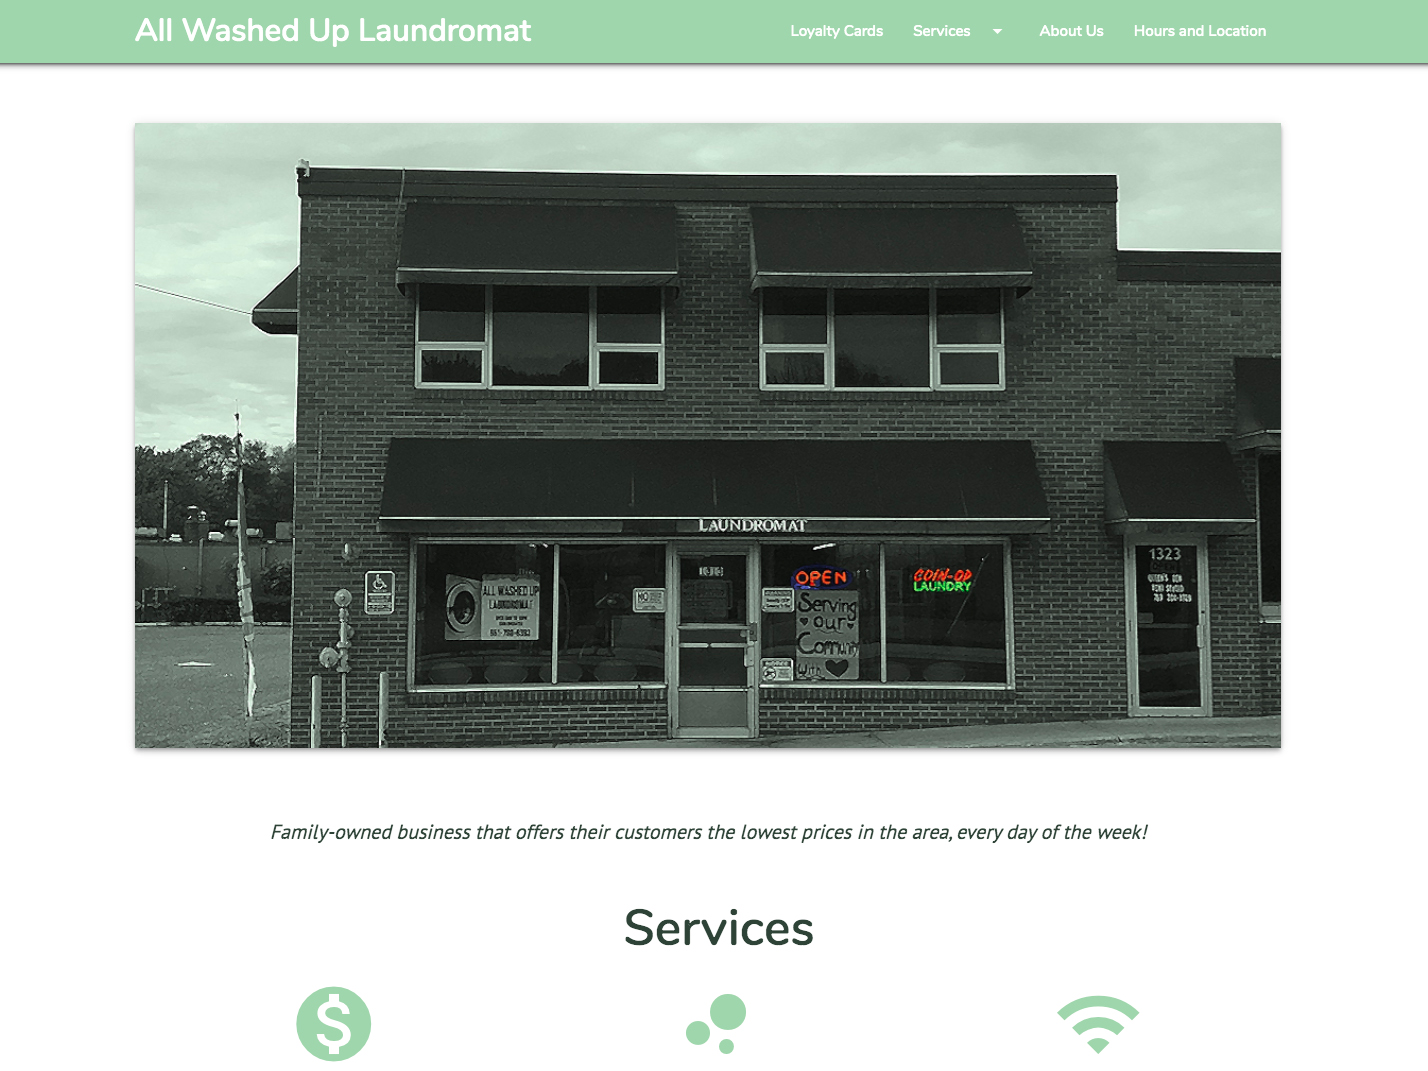 All Washed Up Laundromat
Loyalty Cards Services About Us Hours and Location
LAUNDROMAT
1323
OPEN
COIN-OP
LAUNDRY
ALL WASHED UP
LAUNDROMAT
Serving
our
Community
With
Family-owned business that offers their customers the lowest prices in the area, every day of the week!
Services